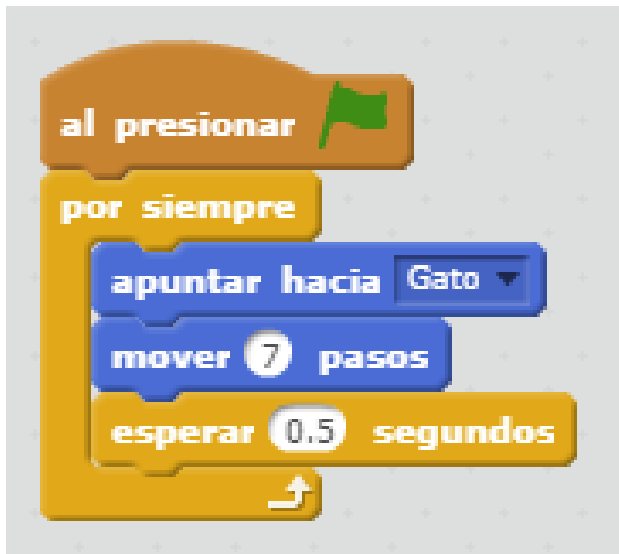 al presionar
por siempre
apuntar hacia Gato
mover 7 pasos
esperar 0.5 segundos